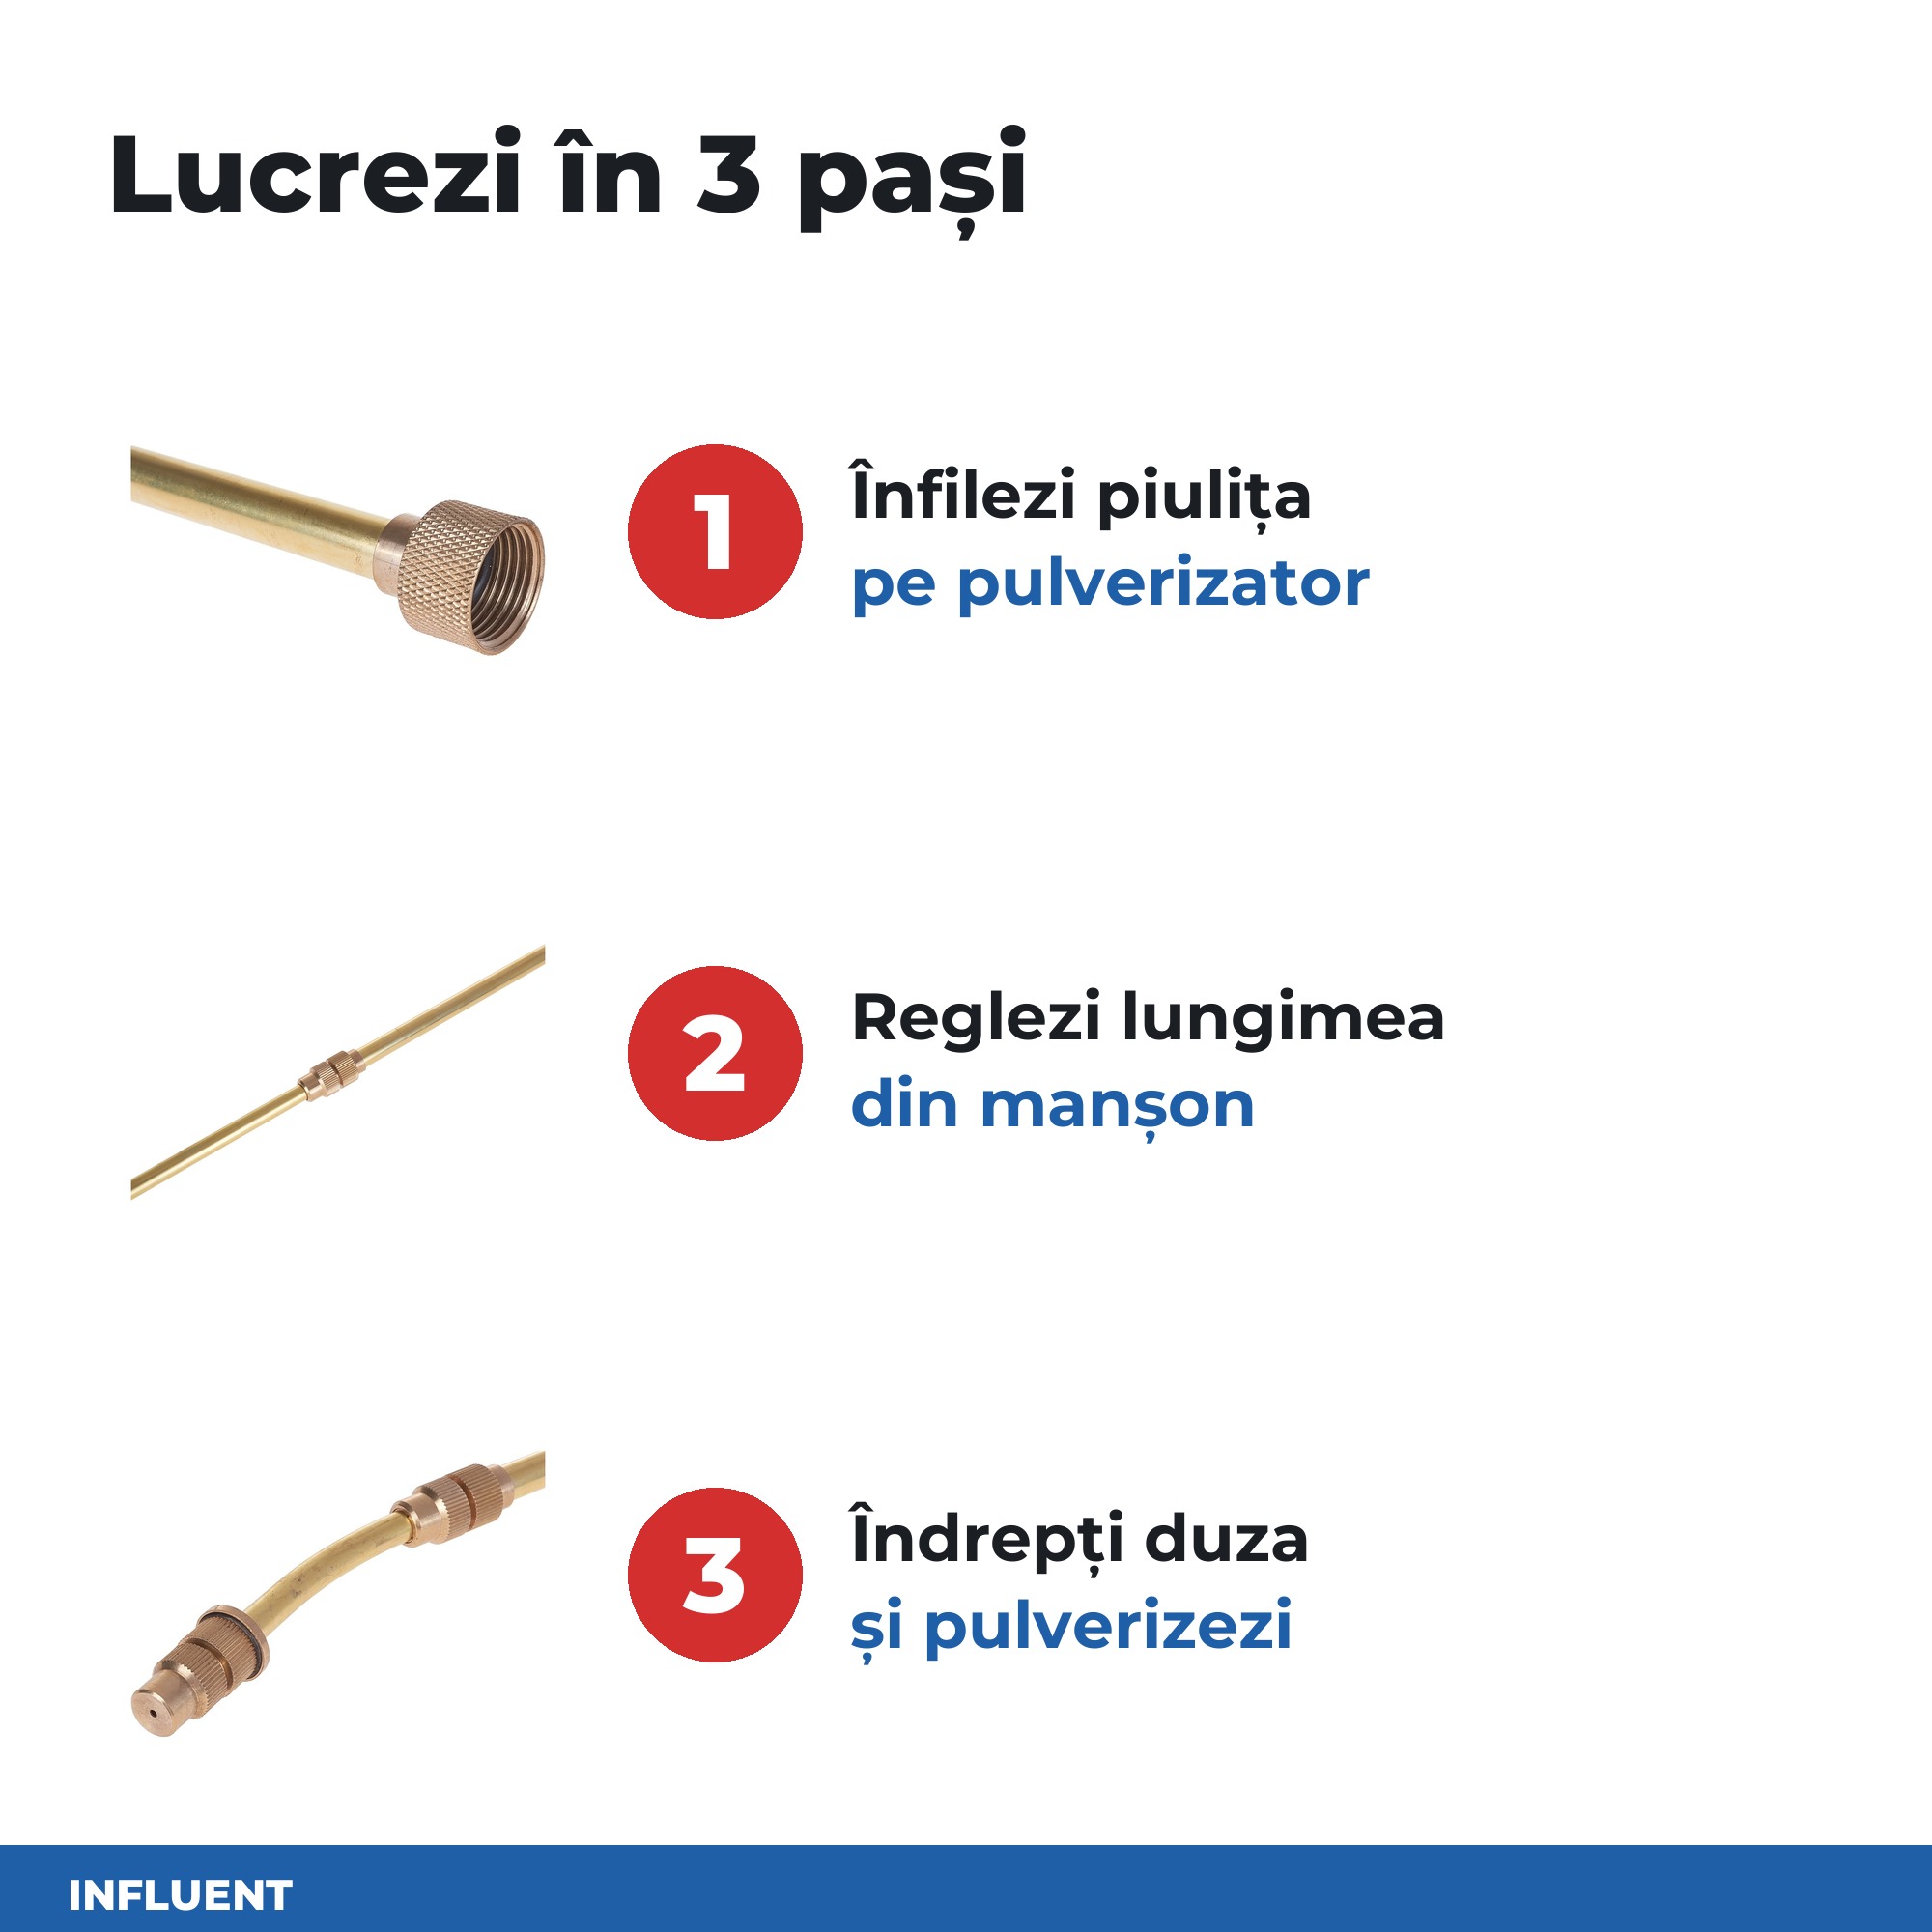 Lucrezi în 3 pași
1
Înfilezi piulița
pe pulverizator
2
Reglezi lungimea
din manșon
3
Îndrepți duza
și pulverizezi
INFLUENT